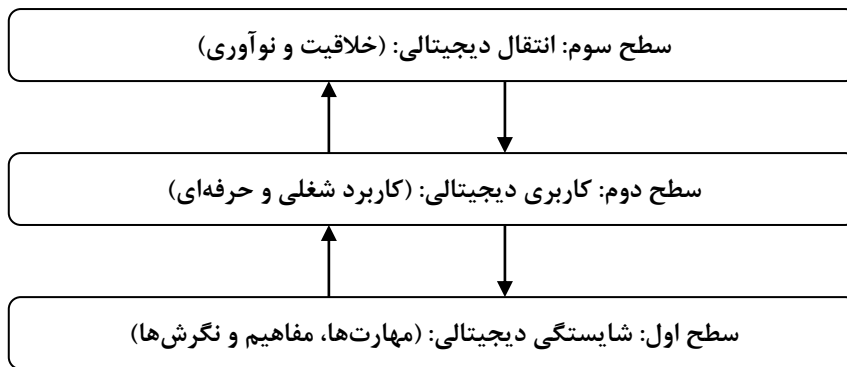 سطح سوم: انتقال دیجیتالی: (خلاقیت و نوآوری)
سطح دوم: کاربری دیجیتالی: (کاربرد شغلی و حرفه‌ای)
سطح اول: شایستگی دیجیتالی: (مهارت‌ها، مفاهیم و نگرش‌ها)